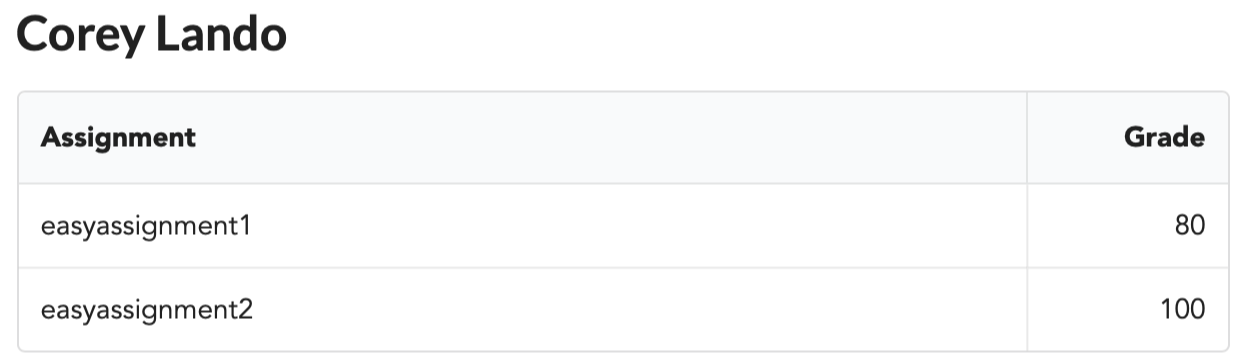 Corey Lando
Assignment Grade
easyassignment1 80
easyassignment2 100